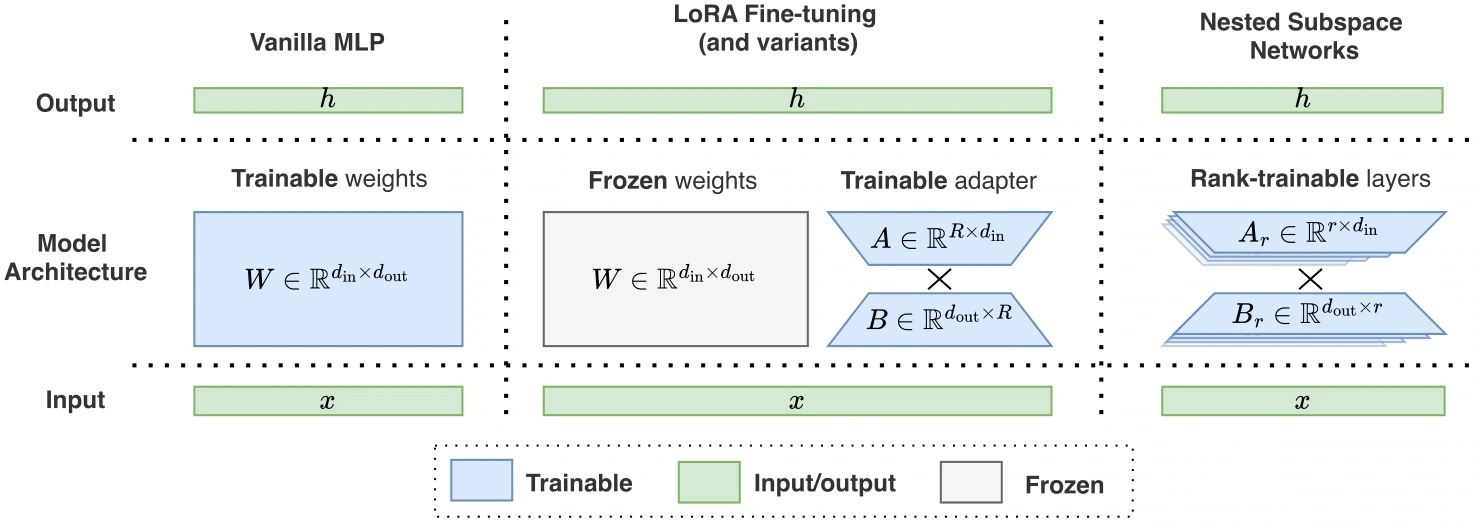 Vanilla MLP
LoRA Fine-tuning
(and variants)
Nested Subspace
Networks
Output
h
h
h
Trainable weights
Frozen weights
Trainable adapter
Rank-trainable layers
Model
Architecture
W ∈ ℝ^{d_in×d_out}
W ∈ ℝ^{d_in×d_out}
A ∈ ℝ^{R×d_in}
×
B ∈ ℝ^{d_out×R}
A_r ∈ ℝ^{r×d_in}
×
B_r ∈ ℝ^{d_out×r}
Input
x
x
x
Trainable
Input/output
Frozen